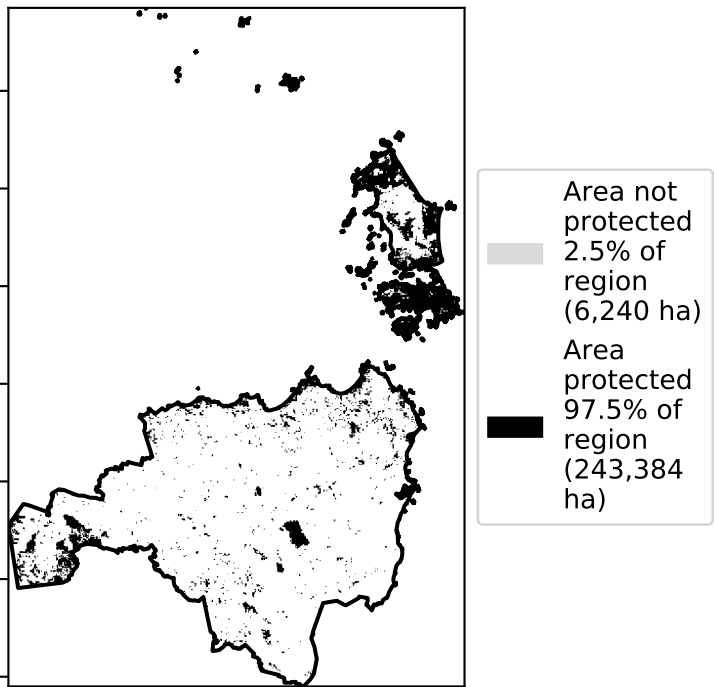 Area not
protected
2.5% of
region
(6,240 ha)
Area
protected
97.5% of
region
(243,384
ha)